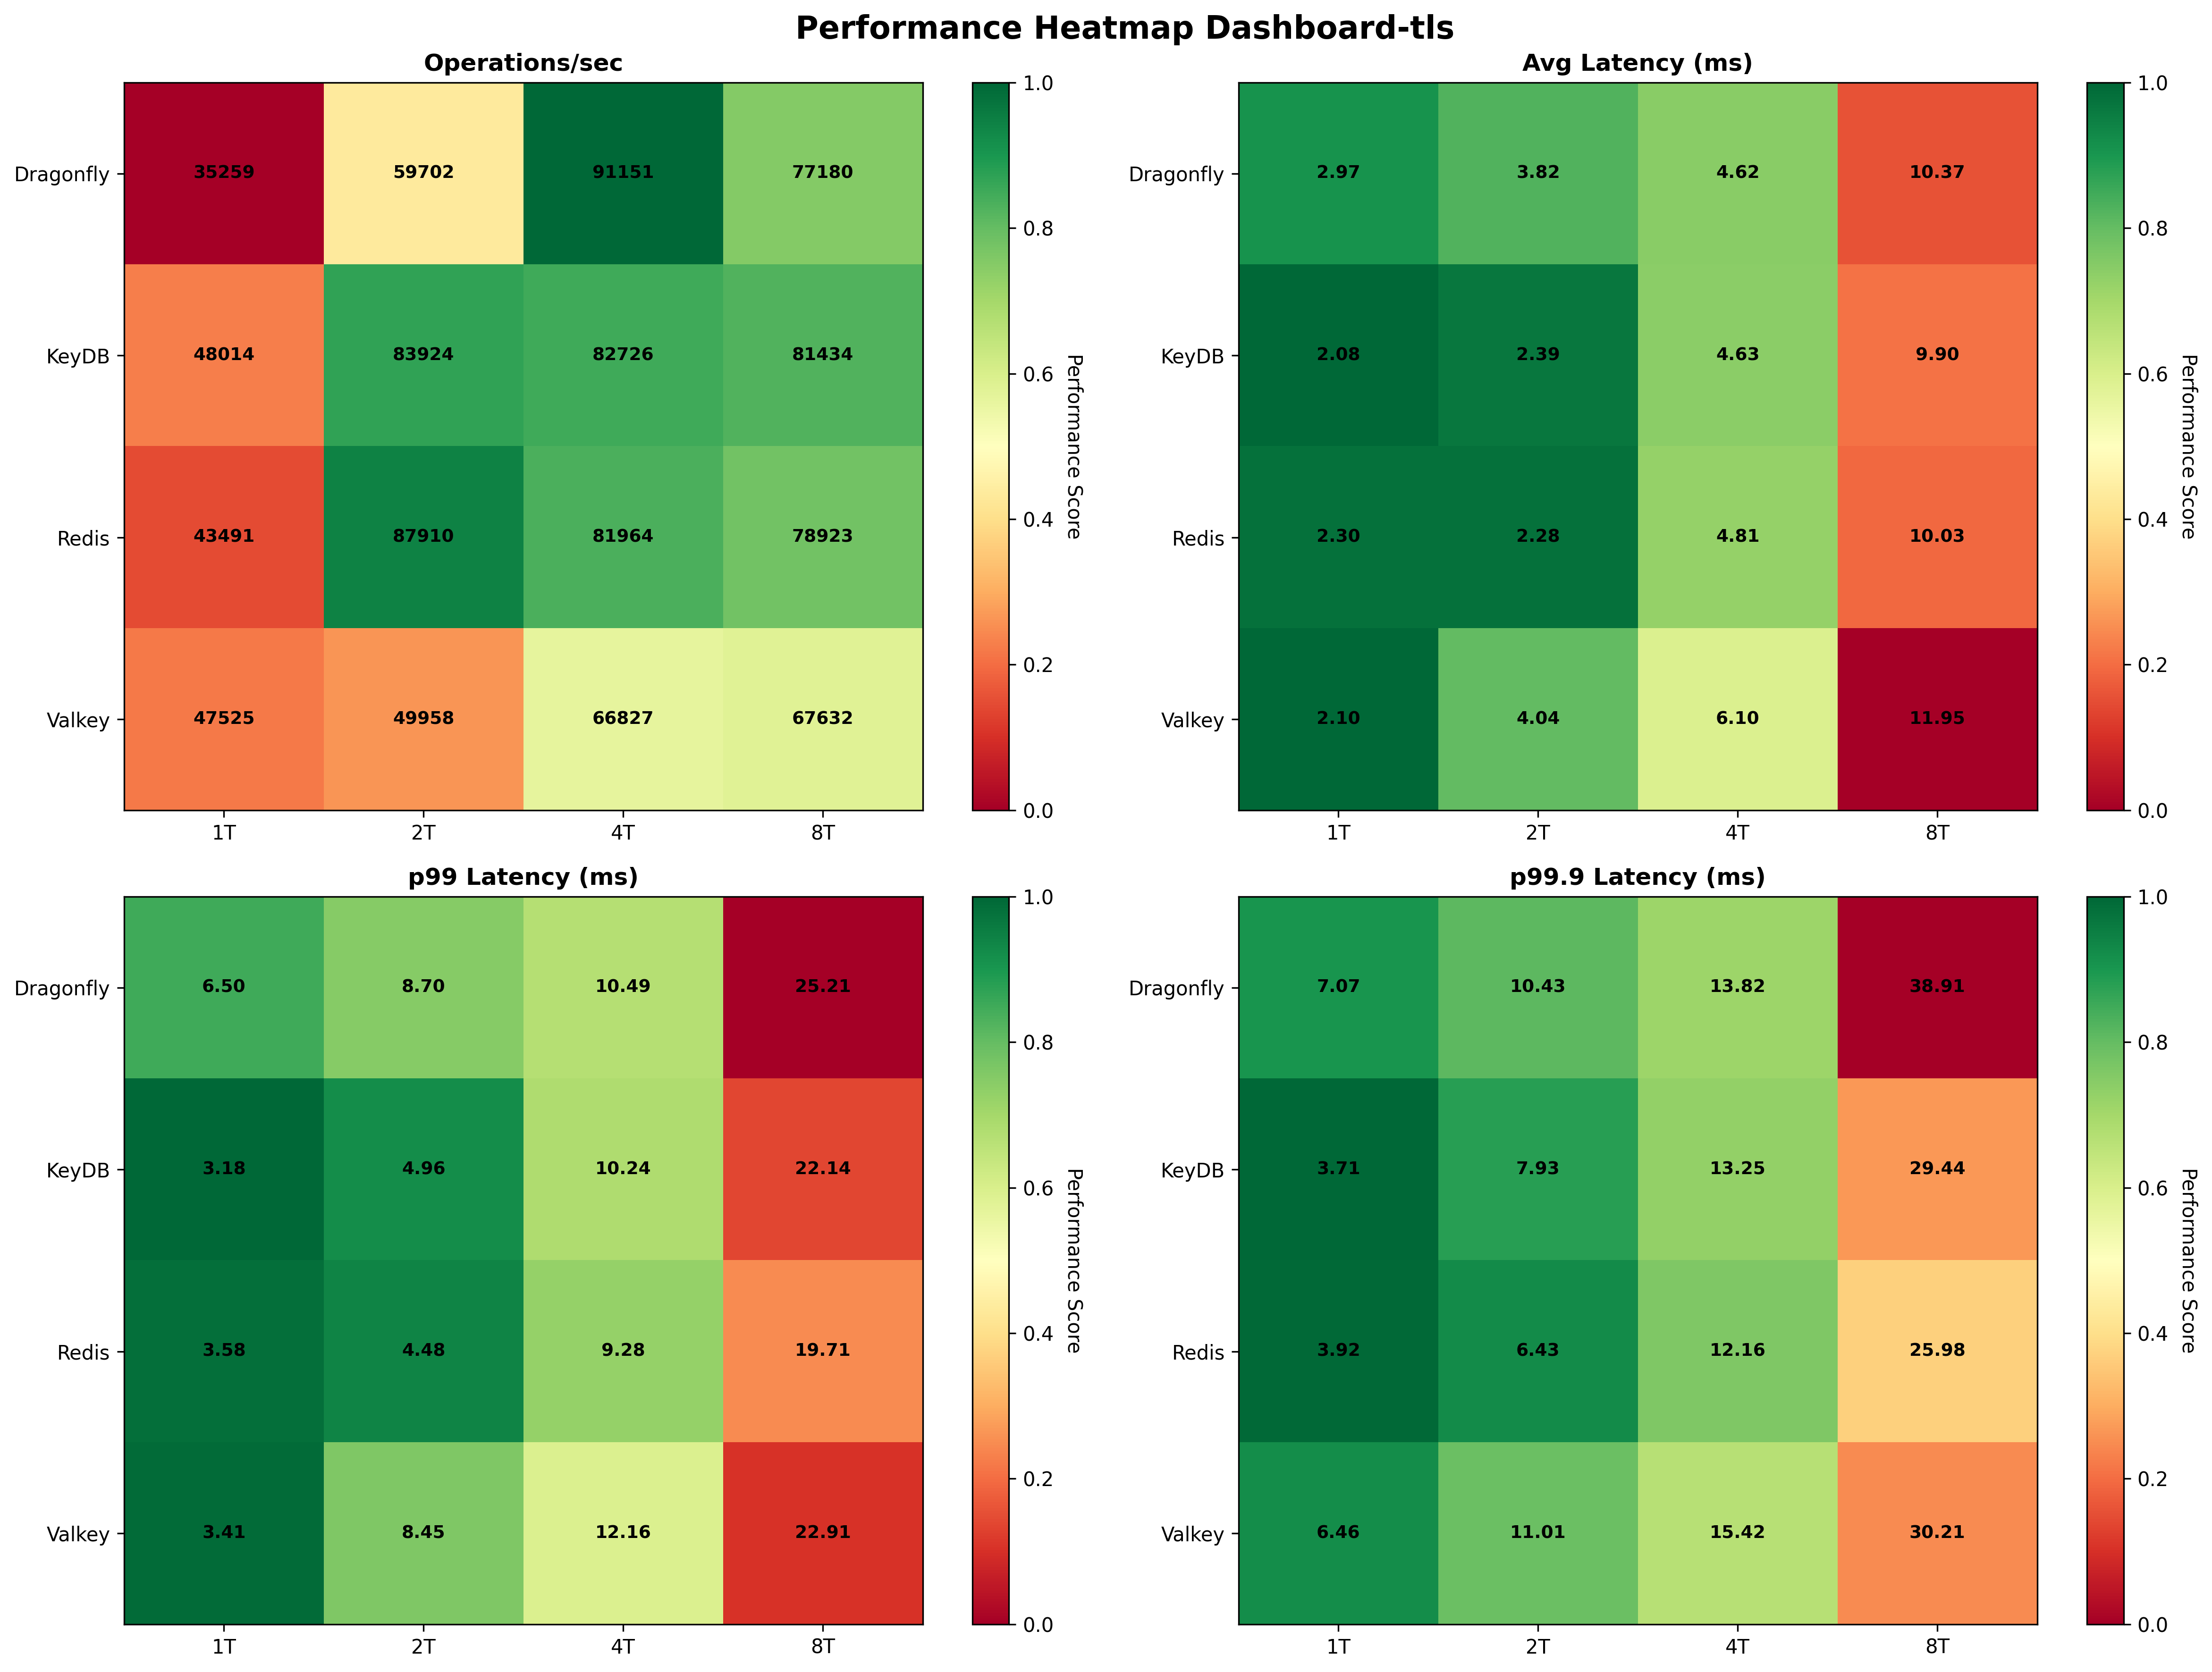 Performance Heatmap Dashboard-tls
Operations/sec
Dragonfly 35259 59702 91151 77180
KeyDB 48014 83924 82726 81434
Redis 43491 87910 81964 78923
Valkey 47525 49958 66827 67632
1T 2T 4T 8T
1.0
0.8
0.6
0.4
0.2
0.0
Performance Score
Avg Latency (ms)
Dragonfly 2.97 3.82 4.62 10.37
KeyDB 2.08 2.39 4.63 9.90
Redis 2.30 2.28 4.81 10.03
Valkey 2.10 4.04 6.10 11.95
1T 2T 4T 8T
1.0
0.8
0.6
0.4
0.2
0.0
Performance Score
p99 Latency (ms)
Dragonfly 6.50 8.70 10.49 25.21
KeyDB 3.18 4.96 10.24 22.14
Redis 3.58 4.48 9.28 19.71
Valkey 3.41 8.45 12.16 22.91
1T 2T 4T 8T
1.0
0.8
0.6
0.4
0.2
0.0
Performance Score
p99.9 Latency (ms)
Dragonfly 7.07 10.43 13.82 38.91
KeyDB 3.71 7.93 13.25 29.44
Redis 3.92 6.43 12.16 25.98
Valkey 6.46 11.01 15.42 30.21
1T 2T 4T 8T
1.0
0.8
0.6
0.4
0.2
0.0
Performance Score